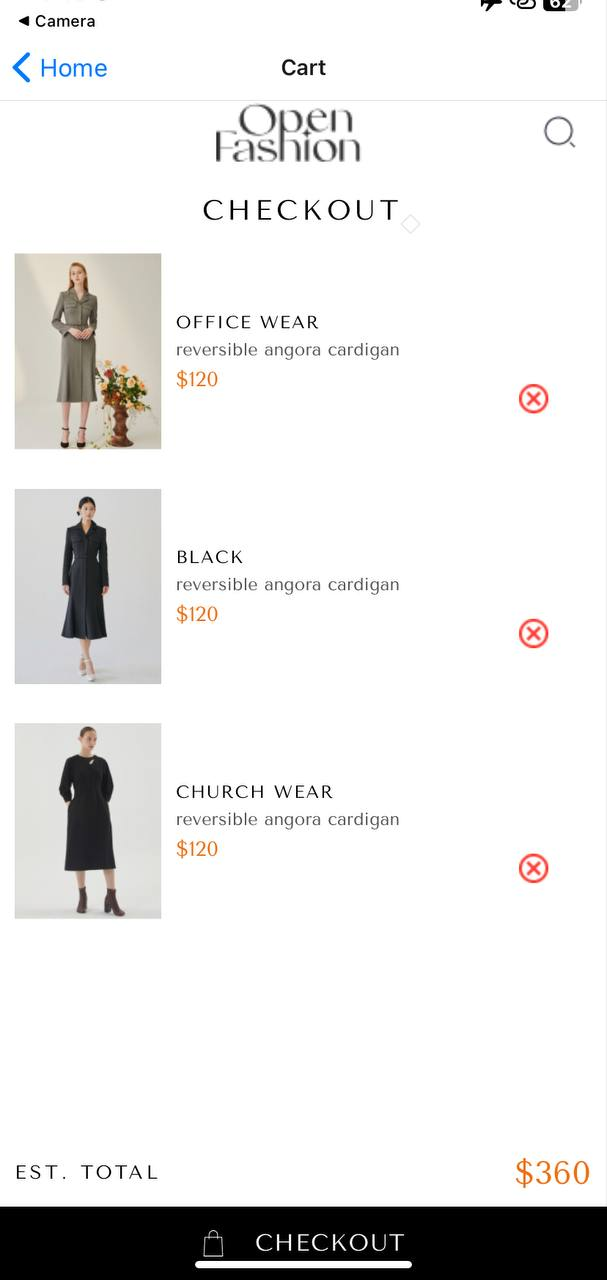 ◀ Camera
62
Home
Cart
Open
Fashion
CHECKOUT
OFFICE WEAR
reversible angora cardigan
$120
BLACK
reversible angora cardigan
$120
CHURCH WEAR
reversible angora cardigan
$120
EST. TOTAL
$360
CHECKOUT